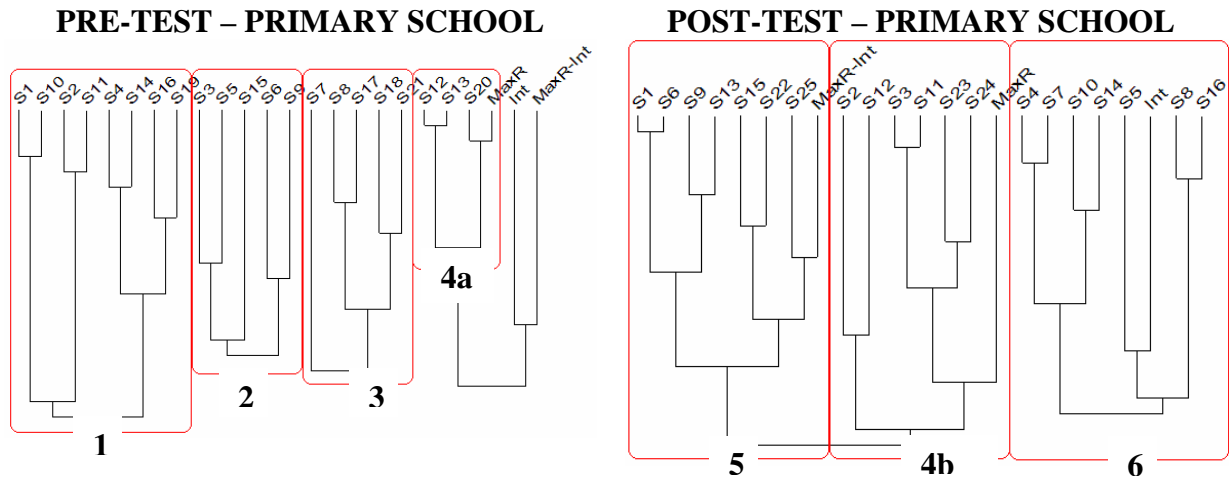 PRE-TEST – PRIMARY SCHOOL
S1 S10 S2 S11 S4 S14 S16 S19 S3 S5 S15 S6 S9 S7 S8 S17 S18 S21 S12 S13 S20 MaxR Int MaxR-Int
4a
2
3
1
POST-TEST – PRIMARY SCHOOL
S1 S6 S9 S13 S15 S22 S25 MaxR-Int S2 S12 S3 S11 S23 S24 MaxR S4 S7 S10 S14 S5 Int S8 S16
5
4b
6